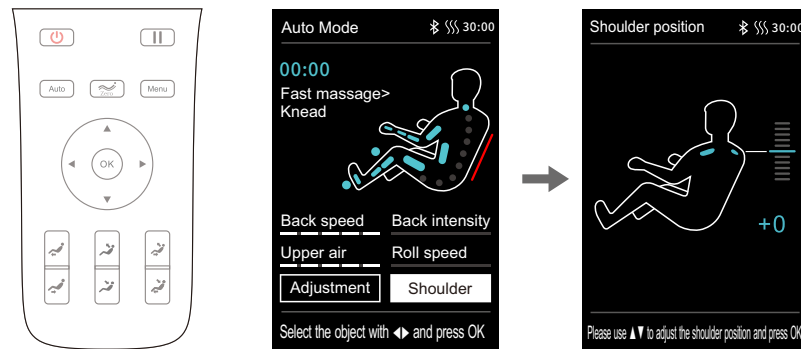 Auto
Zero
Menu
OK
Auto Mode
30:00
00:00
Fast massage>
Knead
Back speed
Back intensity
Upper air
Roll speed
Adjustment
Shoulder
Select the object with ◀▶ and press OK
Shoulder position
30:00
+0
Please use ▲▼ to adjust the shoulder position and press OK